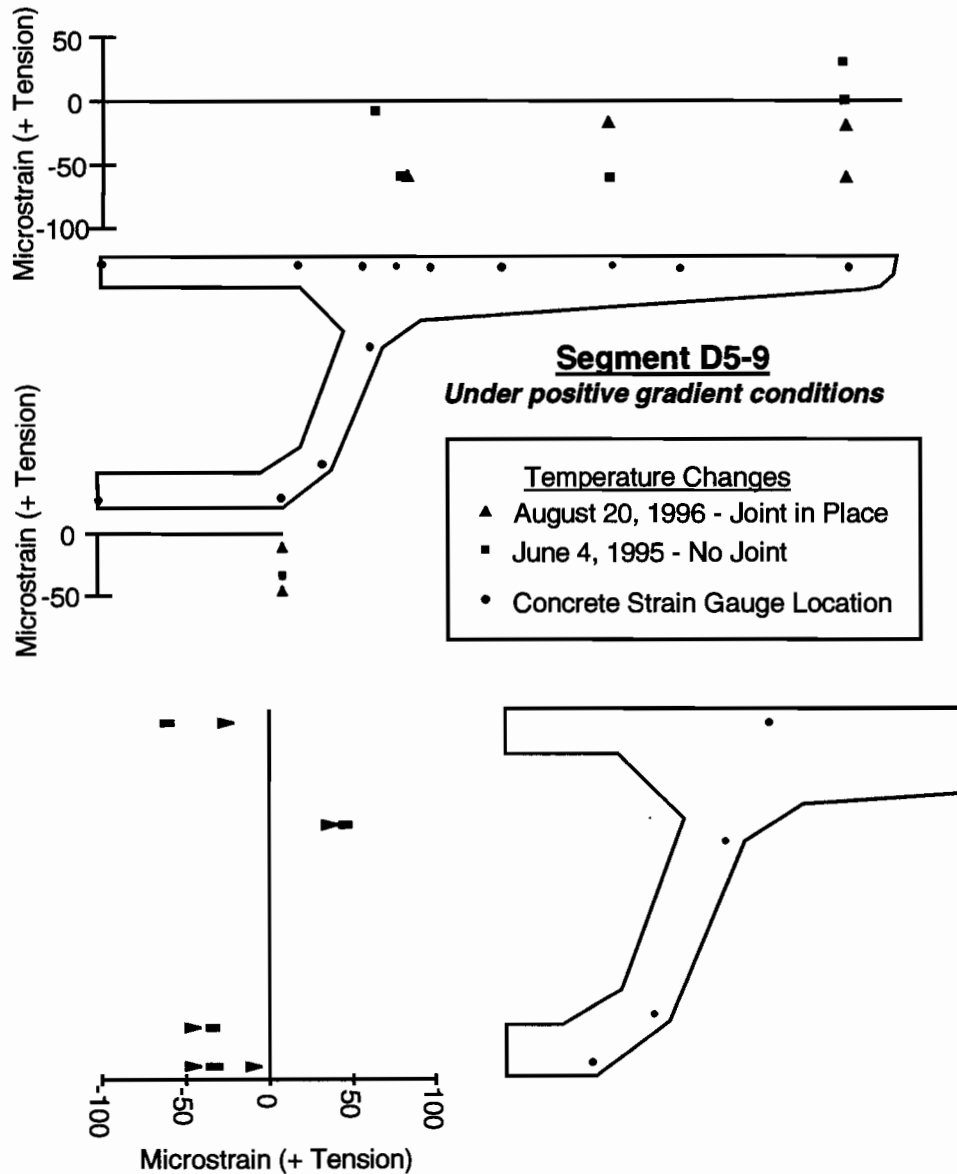 50
0
-50
-100
Microstrain (+ Tension)
Segment D5-9
Under positive gradient conditions
Temperature Changes
▲ August 20, 1996 - Joint in Place
■ June 4, 1995 - No Joint
● Concrete Strain Gauge Location
0
-50
Microstrain (+ Tension)
-100
-50
0
50
100
Microstrain (+ Tension)